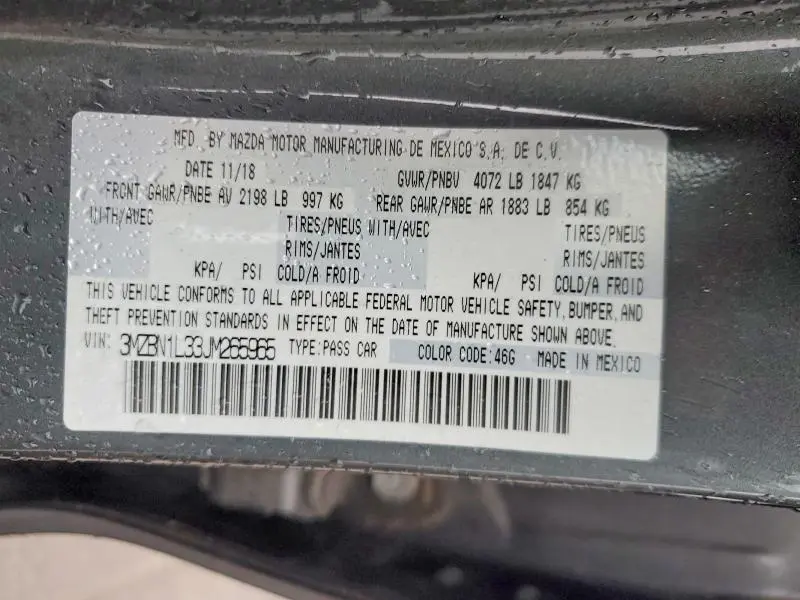 MFD. BY MAZDA MOTOR MANUFACTURING DE MEXICO S.A. DE C.V.
DATE 11/18 GVWR/PNBV 4072 LB 1847 KG
FRONT GAWR/PNBE AV 2198 LB 997 KG REAR GAWR/PNBE AR 1883 LB 854 KG
WITH/AVEC TIRES/PNEUS WITH/AVEC TIRES/PNEUS
RIMS/JANTES RIMS/JANTES
KPA/ PSI COLD/A FROID KPA/ PSI COLD/A FROID
THIS VEHICLE CONFORMS TO ALL APPLICABLE FEDERAL MOTOR VEHICLE SAFETY, BUMPER, AND
THEFT PREVENTION STANDARDS IN EFFECT ON THE DATE OF MANUFACTURE SHOWN ABOVE.
VIN: 3MZBN1L33JM265965 TYPE:PASS CAR COLOR CODE:46G MADE IN MEXICO